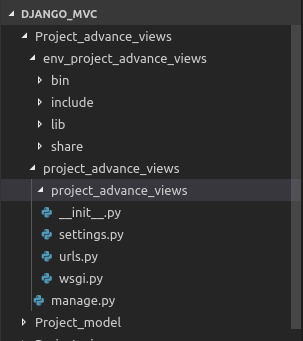 DJANGO_MVC
Project_advance_views
env_project_advance_views
bin
include
lib
share
project_advance_views
project_advance_views
__init__.py
settings.py
urls.py
wsgi.py
manage.py
Project_model